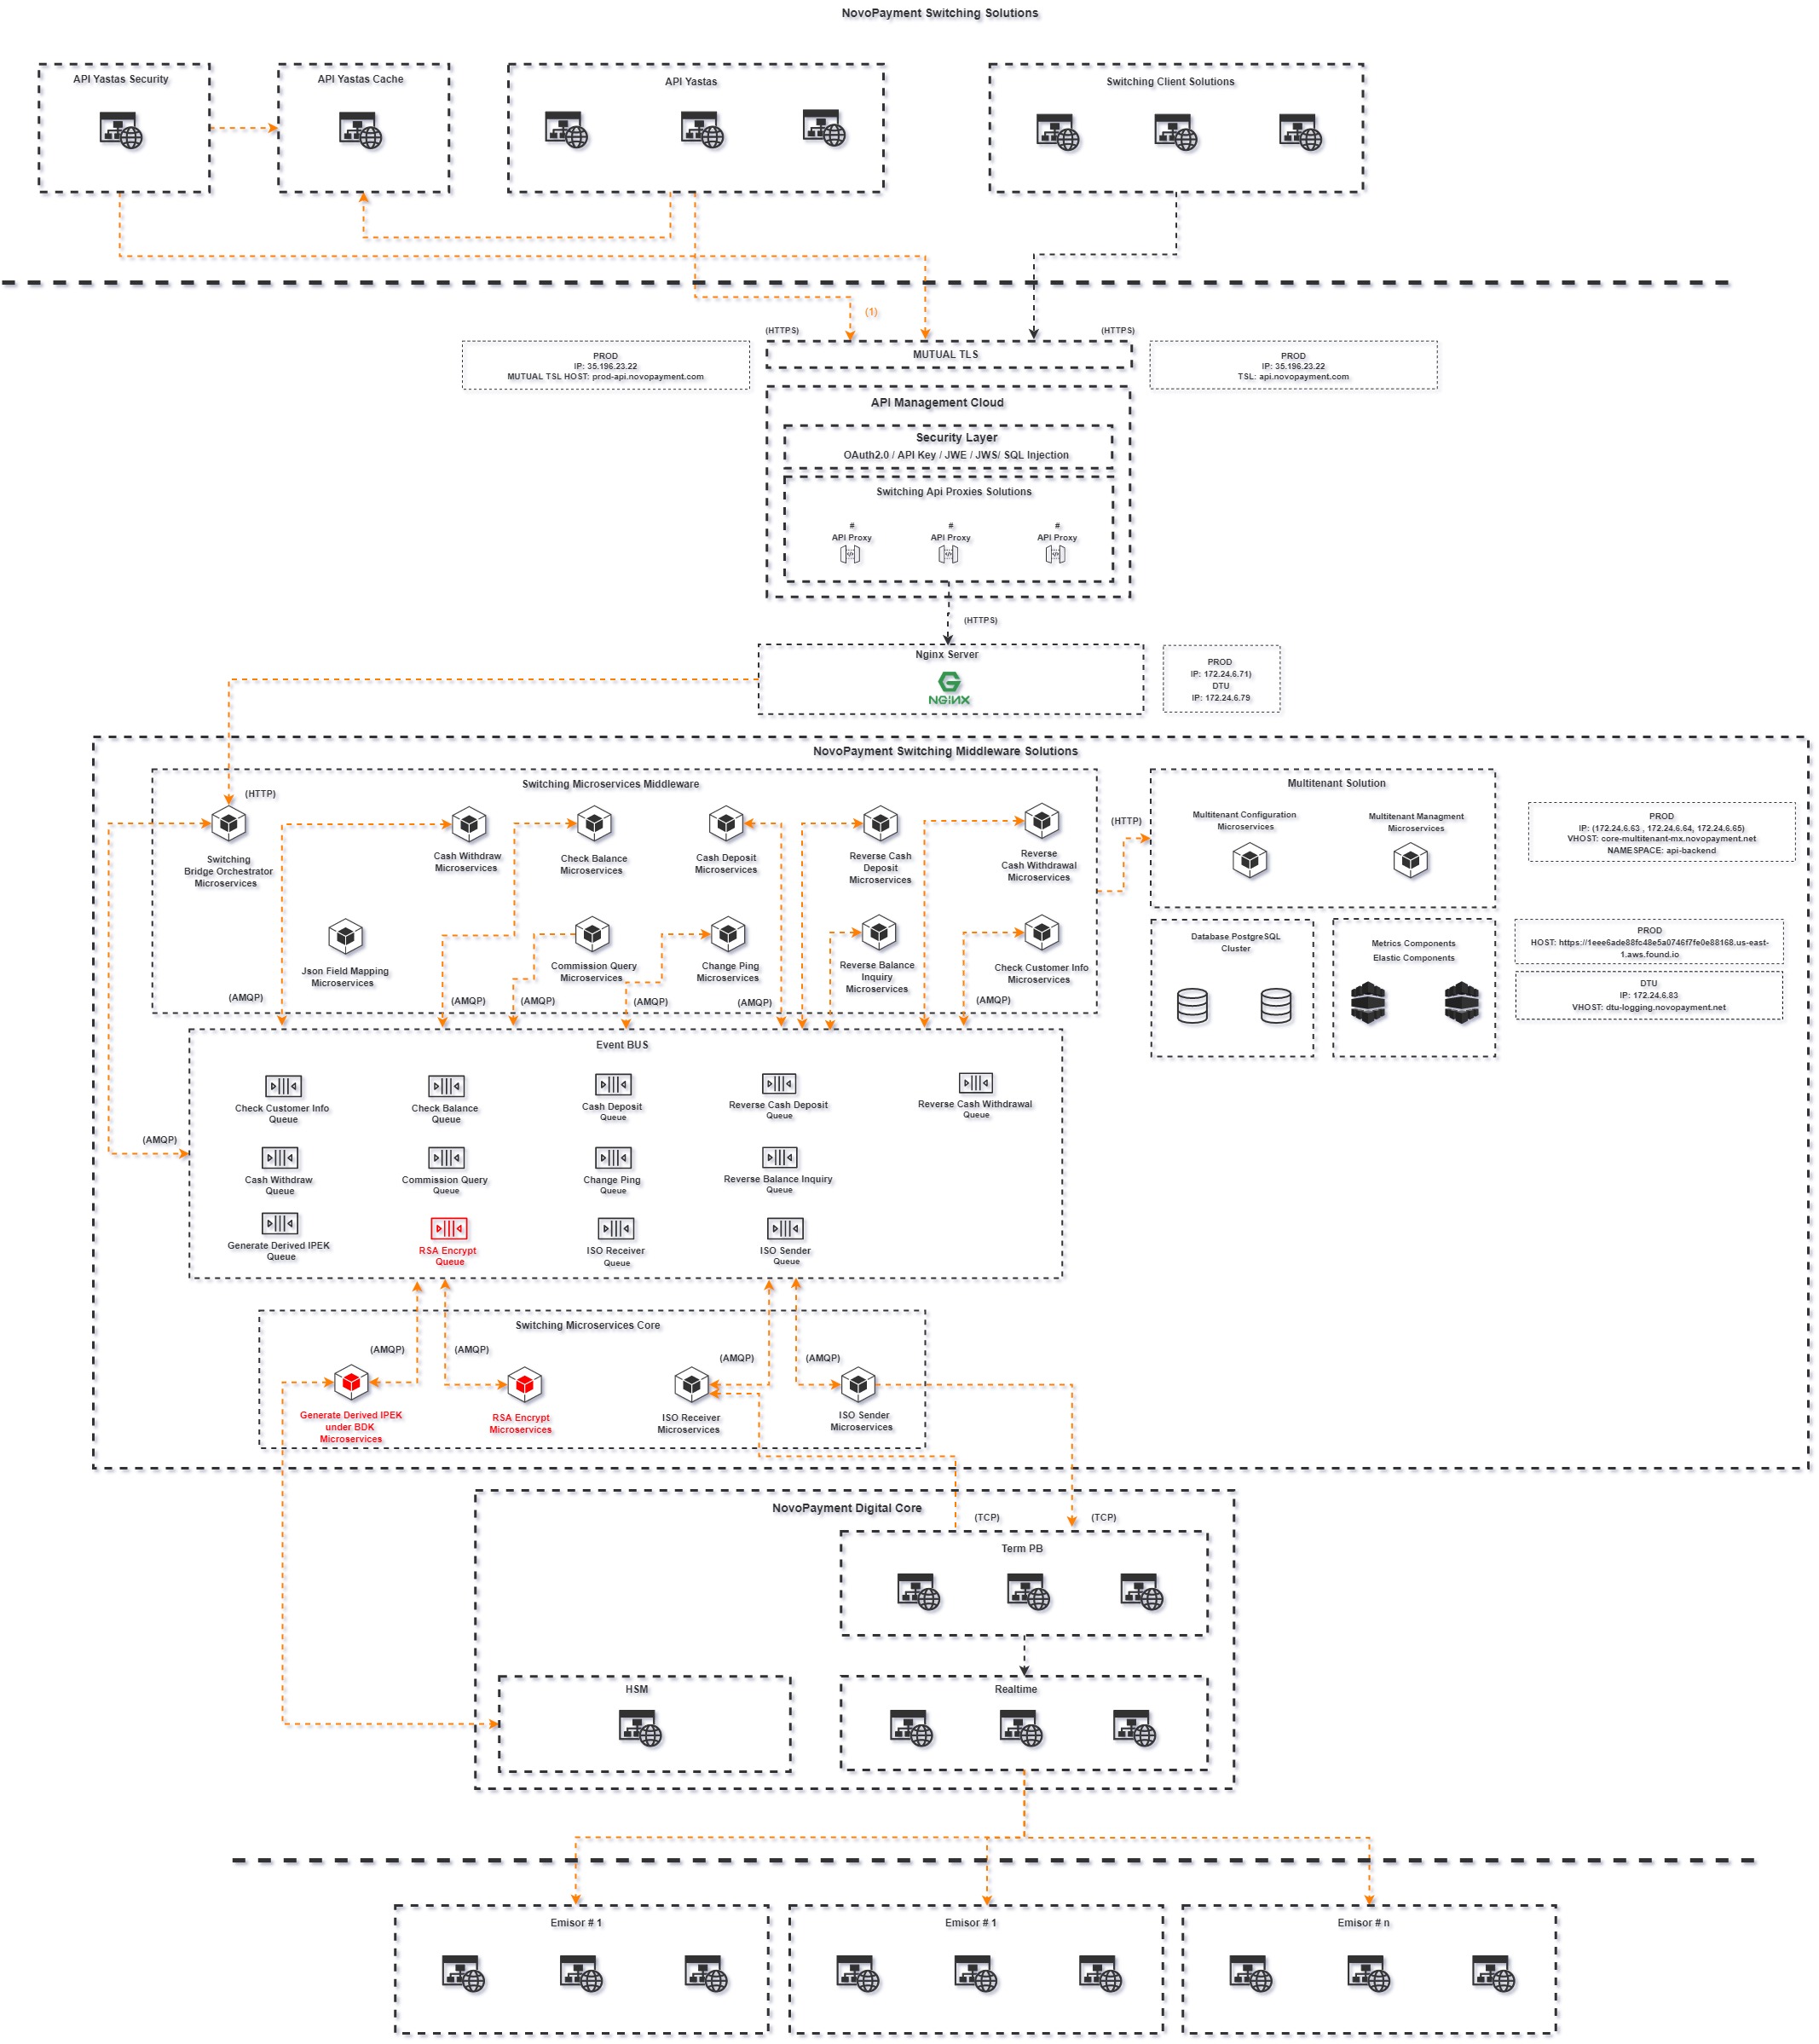 NovoPayment Switching Solutions
API Yastas Security
API Yastas Cache
API Yastas
Switching Client Solutions
(1)
(HTTPS)
(HTTPS)
MUTUAL TLS
PROD
IP: 35.196.23.22
MUTUAL TSL HOST: prod-api.novopayment.com
PROD
IP: 35.196.23.22
TSL: api.novopayment.com
API Management Cloud
Security Layer
OAuth2.0 / API Key / JWE / JWS/ SQL Injection
Switching Api Proxies Solutions
#
API Proxy
#
API Proxy
#
API Proxy
(HTTPS)
Nginx Server
NGINX
PROD
IP: 172.24.6.71)
DTU
IP: 172.24.6.79
NovoPayment Switching Middleware Solutions
Switching Microservices Middleware
(HTTP)
Switching
Bridge Orchestrator
Microservices
Cash Withdraw
Microservices
Check Balance
Microservices
Cash Deposit
Microservices
Reverse Cash
Deposit
Microservices
Reverse
Cash Withdrawal
Microservices
Json Field Mapping
Microservices
Commission Query
Microservices
Change Ping
Microservices
Reverse Balance
Inquiry
Microservices
Check Customer Info
Microservices
(AMQP)
(AMQP)
(AMQP)
(AMQP)
(AMQP)
(AMQP)
(HTTP)
Multitenant Solution
Multitenant Configuration
Microservices
Multitenant Managment
Microservices
PROD
IP: (172.24.6.63 , 172.24.6.64, 172.24.6.65)
VHOST: core-multitenant-mx.novopayment.net
NAMESPACE: api-backend
Database PostgreSQL
Cluster
Metrics Components
Elastic Components
PROD
HOST: https://1eee6ade88fc48e5a0746f7fe0e88168.us-east-
1.aws.found.io
DTU
IP: 172.24.6.83
VHOST: dtu-logging.novopayment.net
Event BUS
Check Customer Info
Queue
Check Balance
Queue
Cash Deposit
Queue
Reverse Cash Deposit
Queue
Reverse Cash Withdrawal
Queue
(AMQP)
Cash Withdraw
Queue
Commission Query
Queue
Change Ping
Queue
Reverse Balance Inquiry
Queue
Generate Derived IPEK
Queue
RSA Encrypt
Queue
ISO Receiver
Queue
ISO Sender
Queue
Switching Microservices Core
(AMQP)
(AMQP)
(AMQP)
(AMQP)
Generate Derived IPEK
under BDK
Microservices
RSA Encrypt
Microservices
ISO Receiver
Microservices
ISO Sender
Microservices
NovoPayment Digital Core
(TCP)
(TCP)
Term PB
HSM
Realtime
Emisor # 1
Emisor # 1
Emisor # n